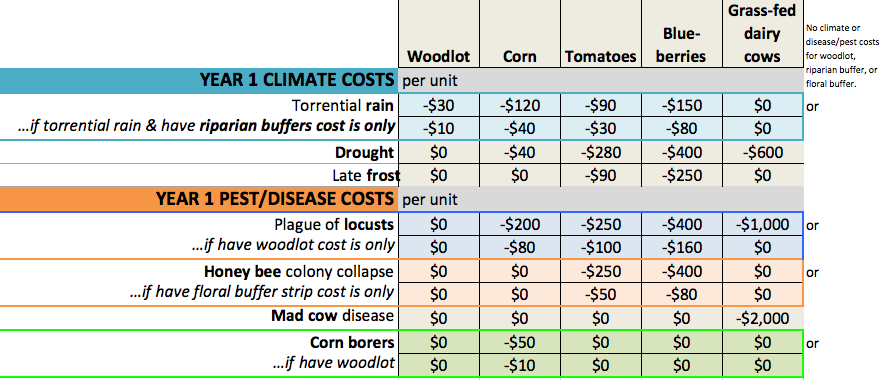 Woodlot Corn Tomatoes Blue-berries Grass-fed dairy cows
No climate or
disease/pest costs
for woodlot,
riparian buffer, or
floral buffer.
YEAR 1 CLIMATE COSTS per unit
Torrential rain -$30 -$120 -$90 -$150 $0 or
...if torrential rain & have riparian buffers cost is only -$10 -$40 -$30 -$80 $0
Drought $0 -$40 -$280 -$400 -$600
Late frost $0 $0 -$90 -$250 $0
YEAR 1 PEST/DISEASE COSTS per unit
Plague of locusts $0 -$200 -$250 -$400 -$1,000 or
...if have woodlot cost is only $0 -$80 -$100 -$160 $0
Honey bee colony collapse $0 $0 -$250 -$400 $0 or
...if have floral buffer strip cost is only $0 $0 -$50 -$80 $0
Mad cow disease $0 $0 $0 $0 -$2,000
Corn borers $0 -$50 $0 $0 $0 or
...if have woodlot $0 -$10 $0 $0 $0